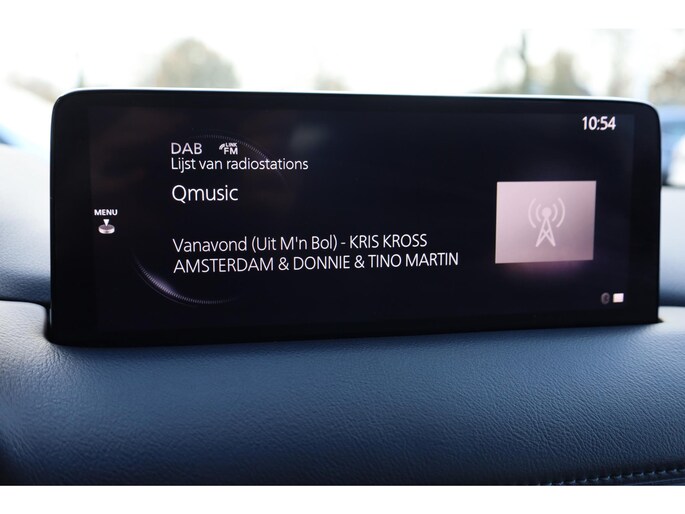 10:54
DAB LINK FM
Lijst van radiostations
Qmusic
MENU
Vanavond (Uit M'n Bol) - KRIS KROSS
AMSTERDAM & DONNIE & TINO MARTIN